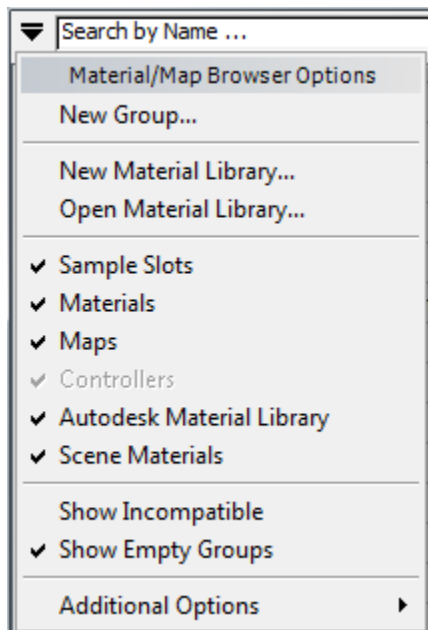 Search by Name ...
Material/Map Browser Options
New Group...
New Material Library...
Open Material Library...
Sample Slots
Materials
Maps
Controllers
Autodesk Material Library
Scene Materials
Show Incompatible
Show Empty Groups
Additional Options